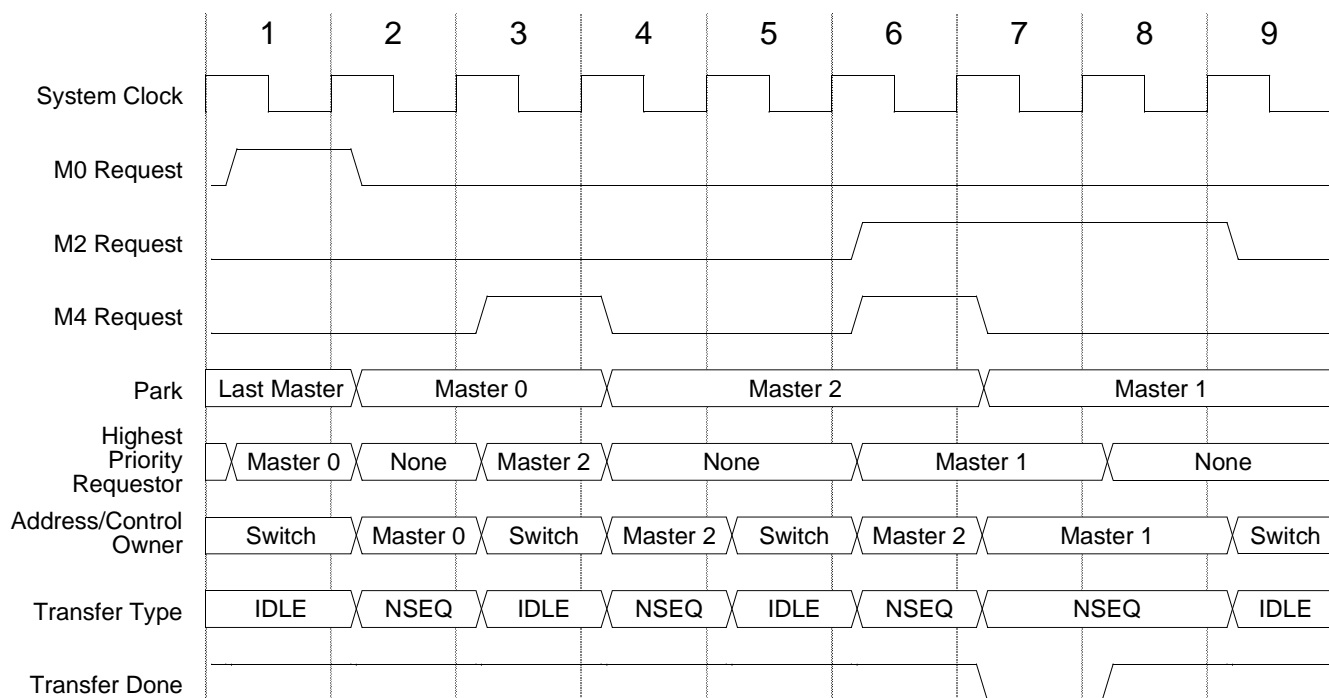 1 2 3 4 5 6 7 8 9
System Clock
M0 Request
M2 Request
M4 Request
Park Last Master Master 0 Master 2 Master 1
Highest
Priority
Requestor
Master 0 None Master 2 None Master 1 None
Address/Control
Owner
Switch Master 0 Switch Master 2 Switch Master 2 Master 1 Switch
Transfer Type IDLE NSEQ IDLE NSEQ IDLE NSEQ NSEQ IDLE
Transfer Done